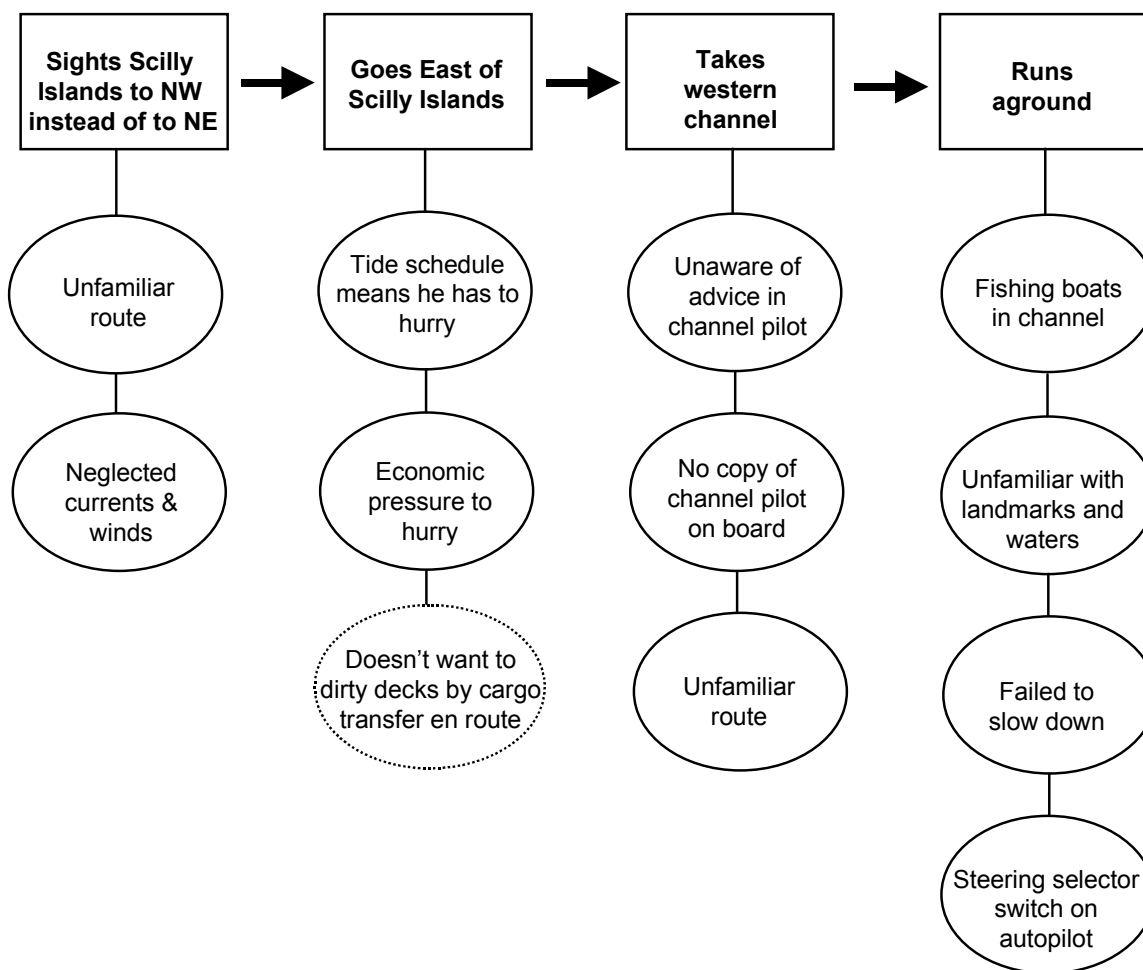 Sights Scilly
Islands to NW
instead of to NE
Goes East of
Scilly Islands
Takes
western
channel
Runs
aground
Unfamiliar
route
Tide schedule
means he has to
hurry
Unaware of
advice in
channel pilot
Fishing boats
in channel
Neglected
currents &
winds
Economic
pressure to
hurry
No copy of
channel pilot
on board
Unfamiliar with
landmarks and
waters
Doesn’t want to
dirty decks by cargo
transfer en route
Unfamiliar
route
Failed to
slow down
Steering selector
switch on
autopilot